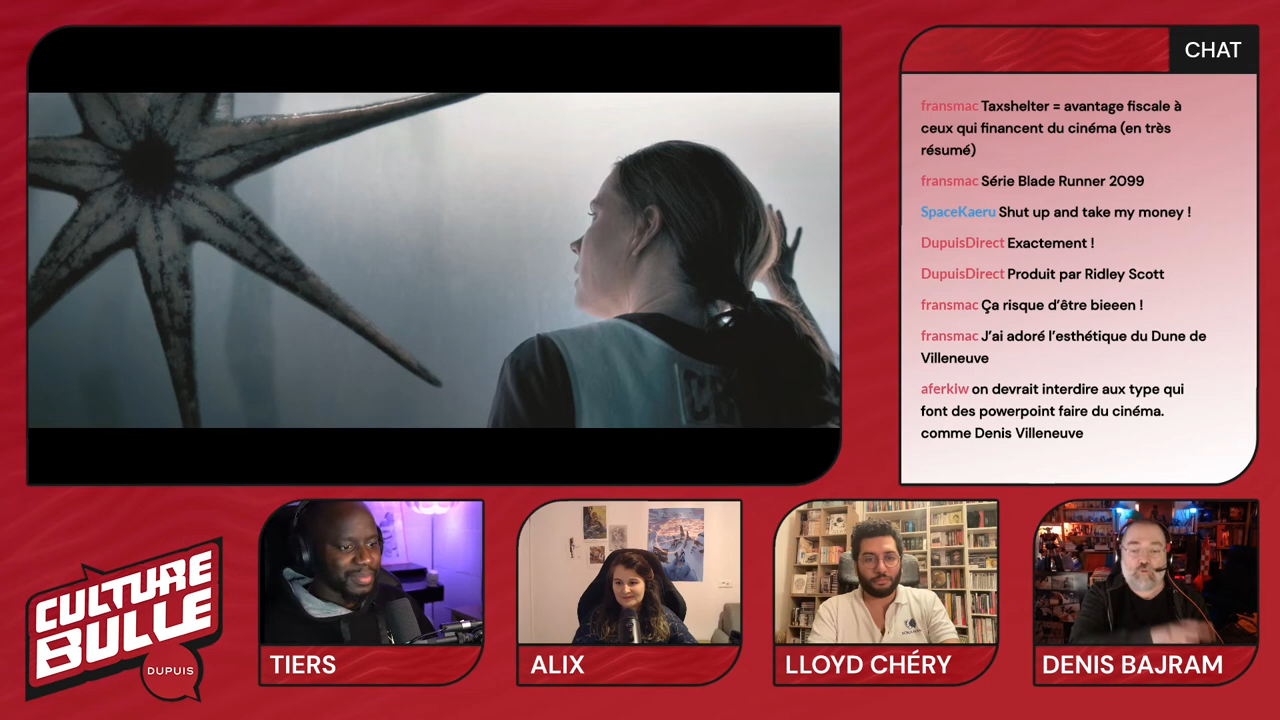 CHAT
fransmac Taxshelter = avantage fiscale à
ceux qui financent du cinéma (en très
résumé)
fransmac Série Blade Runner 2099
SpaceKaeru Shut up and take my money !
DupuisDirect Exactement !
DupuisDirect Produit par Ridley Scott
fransmac Ça risque d'être bieeen !
fransmac J'ai adoré l'esthétique du Dune de
Villeneuve
aferklw on devrait interdire aux type qui
font des powerpoint faire du cinéma.
comme Denis Villeneuve
CULTURE
BULLE
DUPUIS
TIERS
ALIX
LLOYD CHÉRY
DENIS BAJRAM